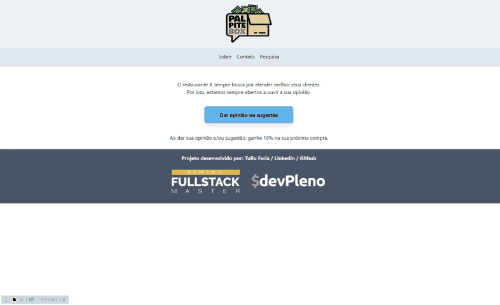 PAL
PITE
BOX
Sobre Contato Pesquisa
O restaurante X sempre busca por atender melhor seus clientes
Por isso, estamos sempre abertos a ouvir a sua opinião.
Dar opinião ou sugestão
Ao dar sua opinião e/ou sugestão, ganhe 10% na sua próxima compra.
Projeto desenvolvido por: Tulio Faria / Linkedin / Github
SEMANA
FULLSTACK
MASTER
$devPleno